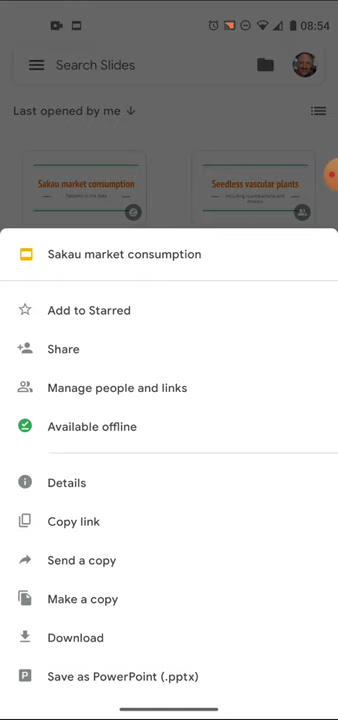 08:54
Search Slides
Last opened by me
Sakau market consumption
Seedless vascular plants
Sakau market consumption
Add to Starred
Share
Manage people and links
Available offline
Details
Copy link
Send a copy
Make a copy
Download
P Save as PowerPoint (.pptx)